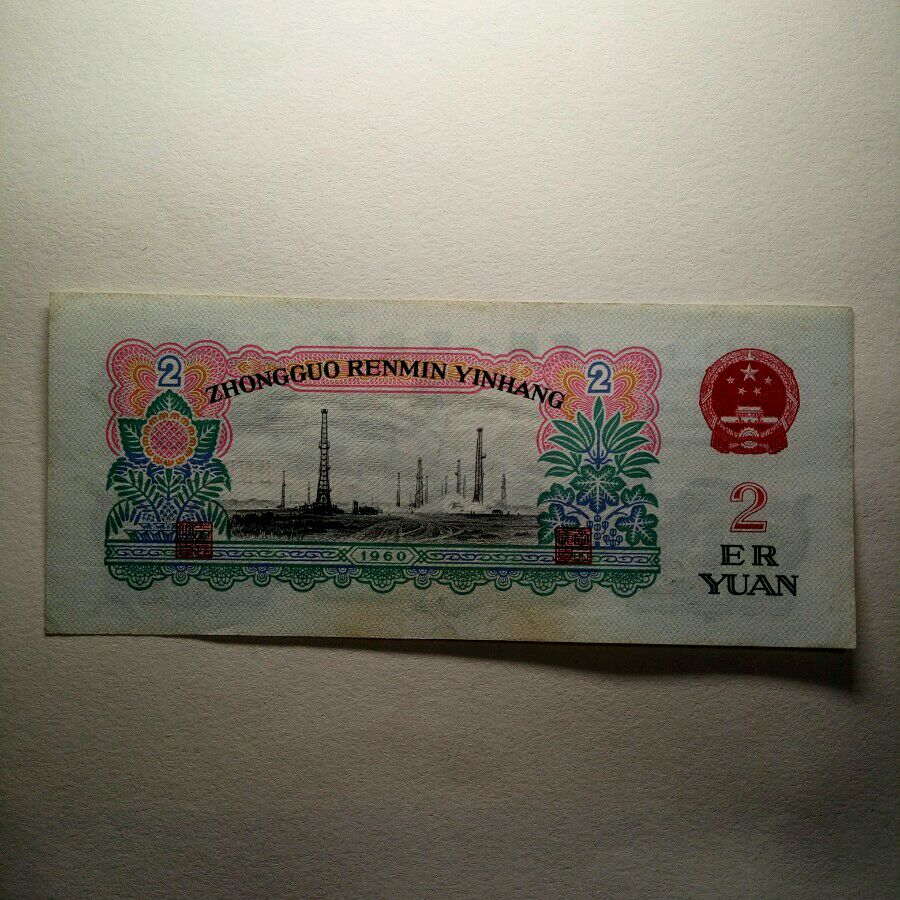 2
2
ZHONGGUO RENMIN YINHANG
1960
2
ER
YUAN